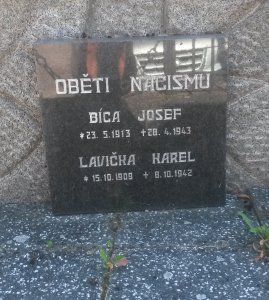 OBĚTI NACISMU
BÍCA JOSEF
*23.5.1913 †28.4.1943
LAVIČKA KAREL
*15.10.1909 †8.10.1942